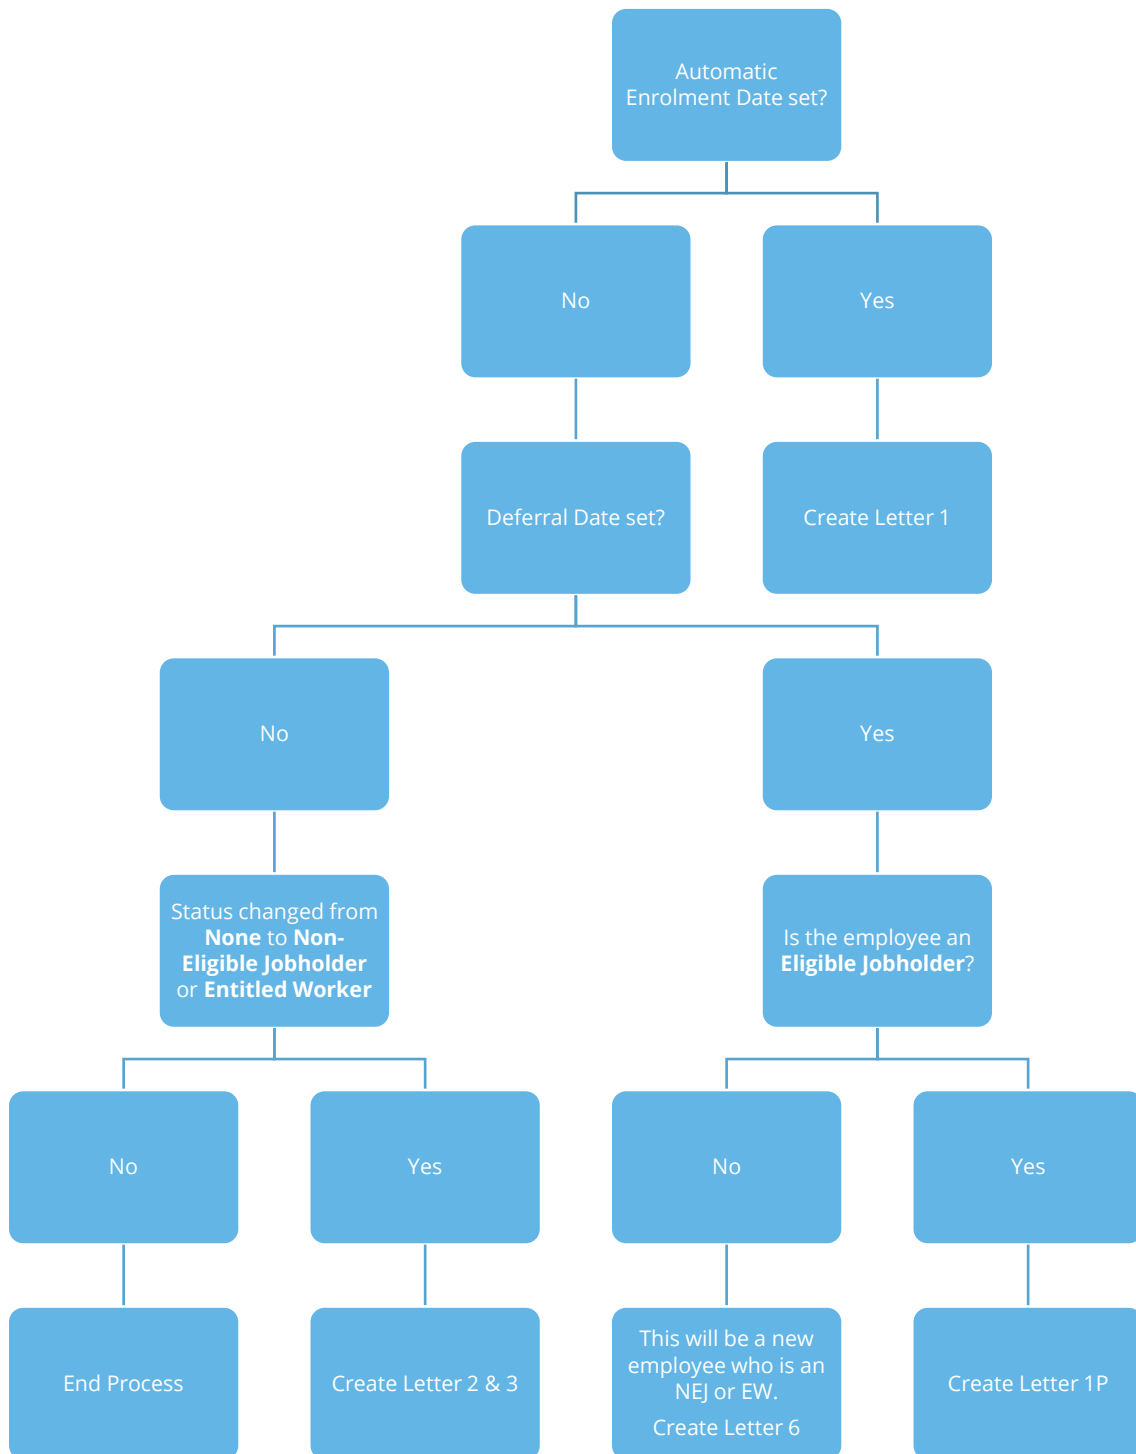 Automatic
Enrolment Date set?
No
Yes
Deferral Date set?
Create Letter 1
No
Yes
Status changed from
None to Non-
Eligible Jobholder
or Entitled Worker
Is the employee an
Eligible Jobholder?
No
Yes
No
Yes
End Process
Create Letter 2 & 3
This will be a new
employee who is an
NEJ or EW.
Create Letter 6
Create Letter 1P